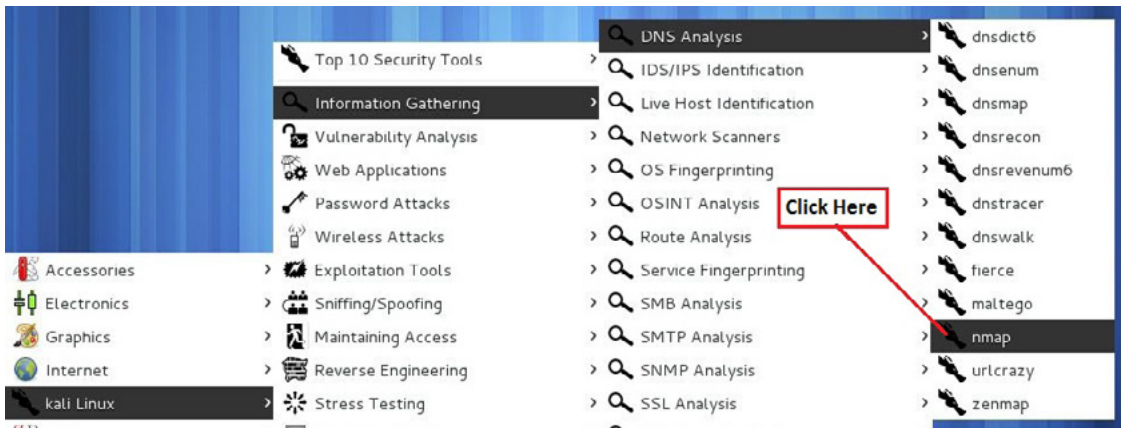 Accessories
Electronics
Graphics
Internet
kali Linux
Top 10 Security Tools
Information Gathering
Vulnerability Analysis
Web Applications
Password Attacks
Wireless Attacks
Exploitation Tools
Sniffing/Spoofing
Maintaining Access
Reverse Engineering
Stress Testing
DNS Analysis
IDS/IPS Identification
Live Host Identification
Network Scanners
OS Fingerprinting
OSINT Analysis
Route Analysis
Service Fingerprinting
SMB Analysis
SMTP Analysis
SNMP Analysis
SSL Analysis
Click Here
dnsdict6
dnsenum
dnsmap
dnsrecon
dnsrevenum6
dnstracer
dnswalk
fierce
maltego
nmap
urlcrazy
zenmap